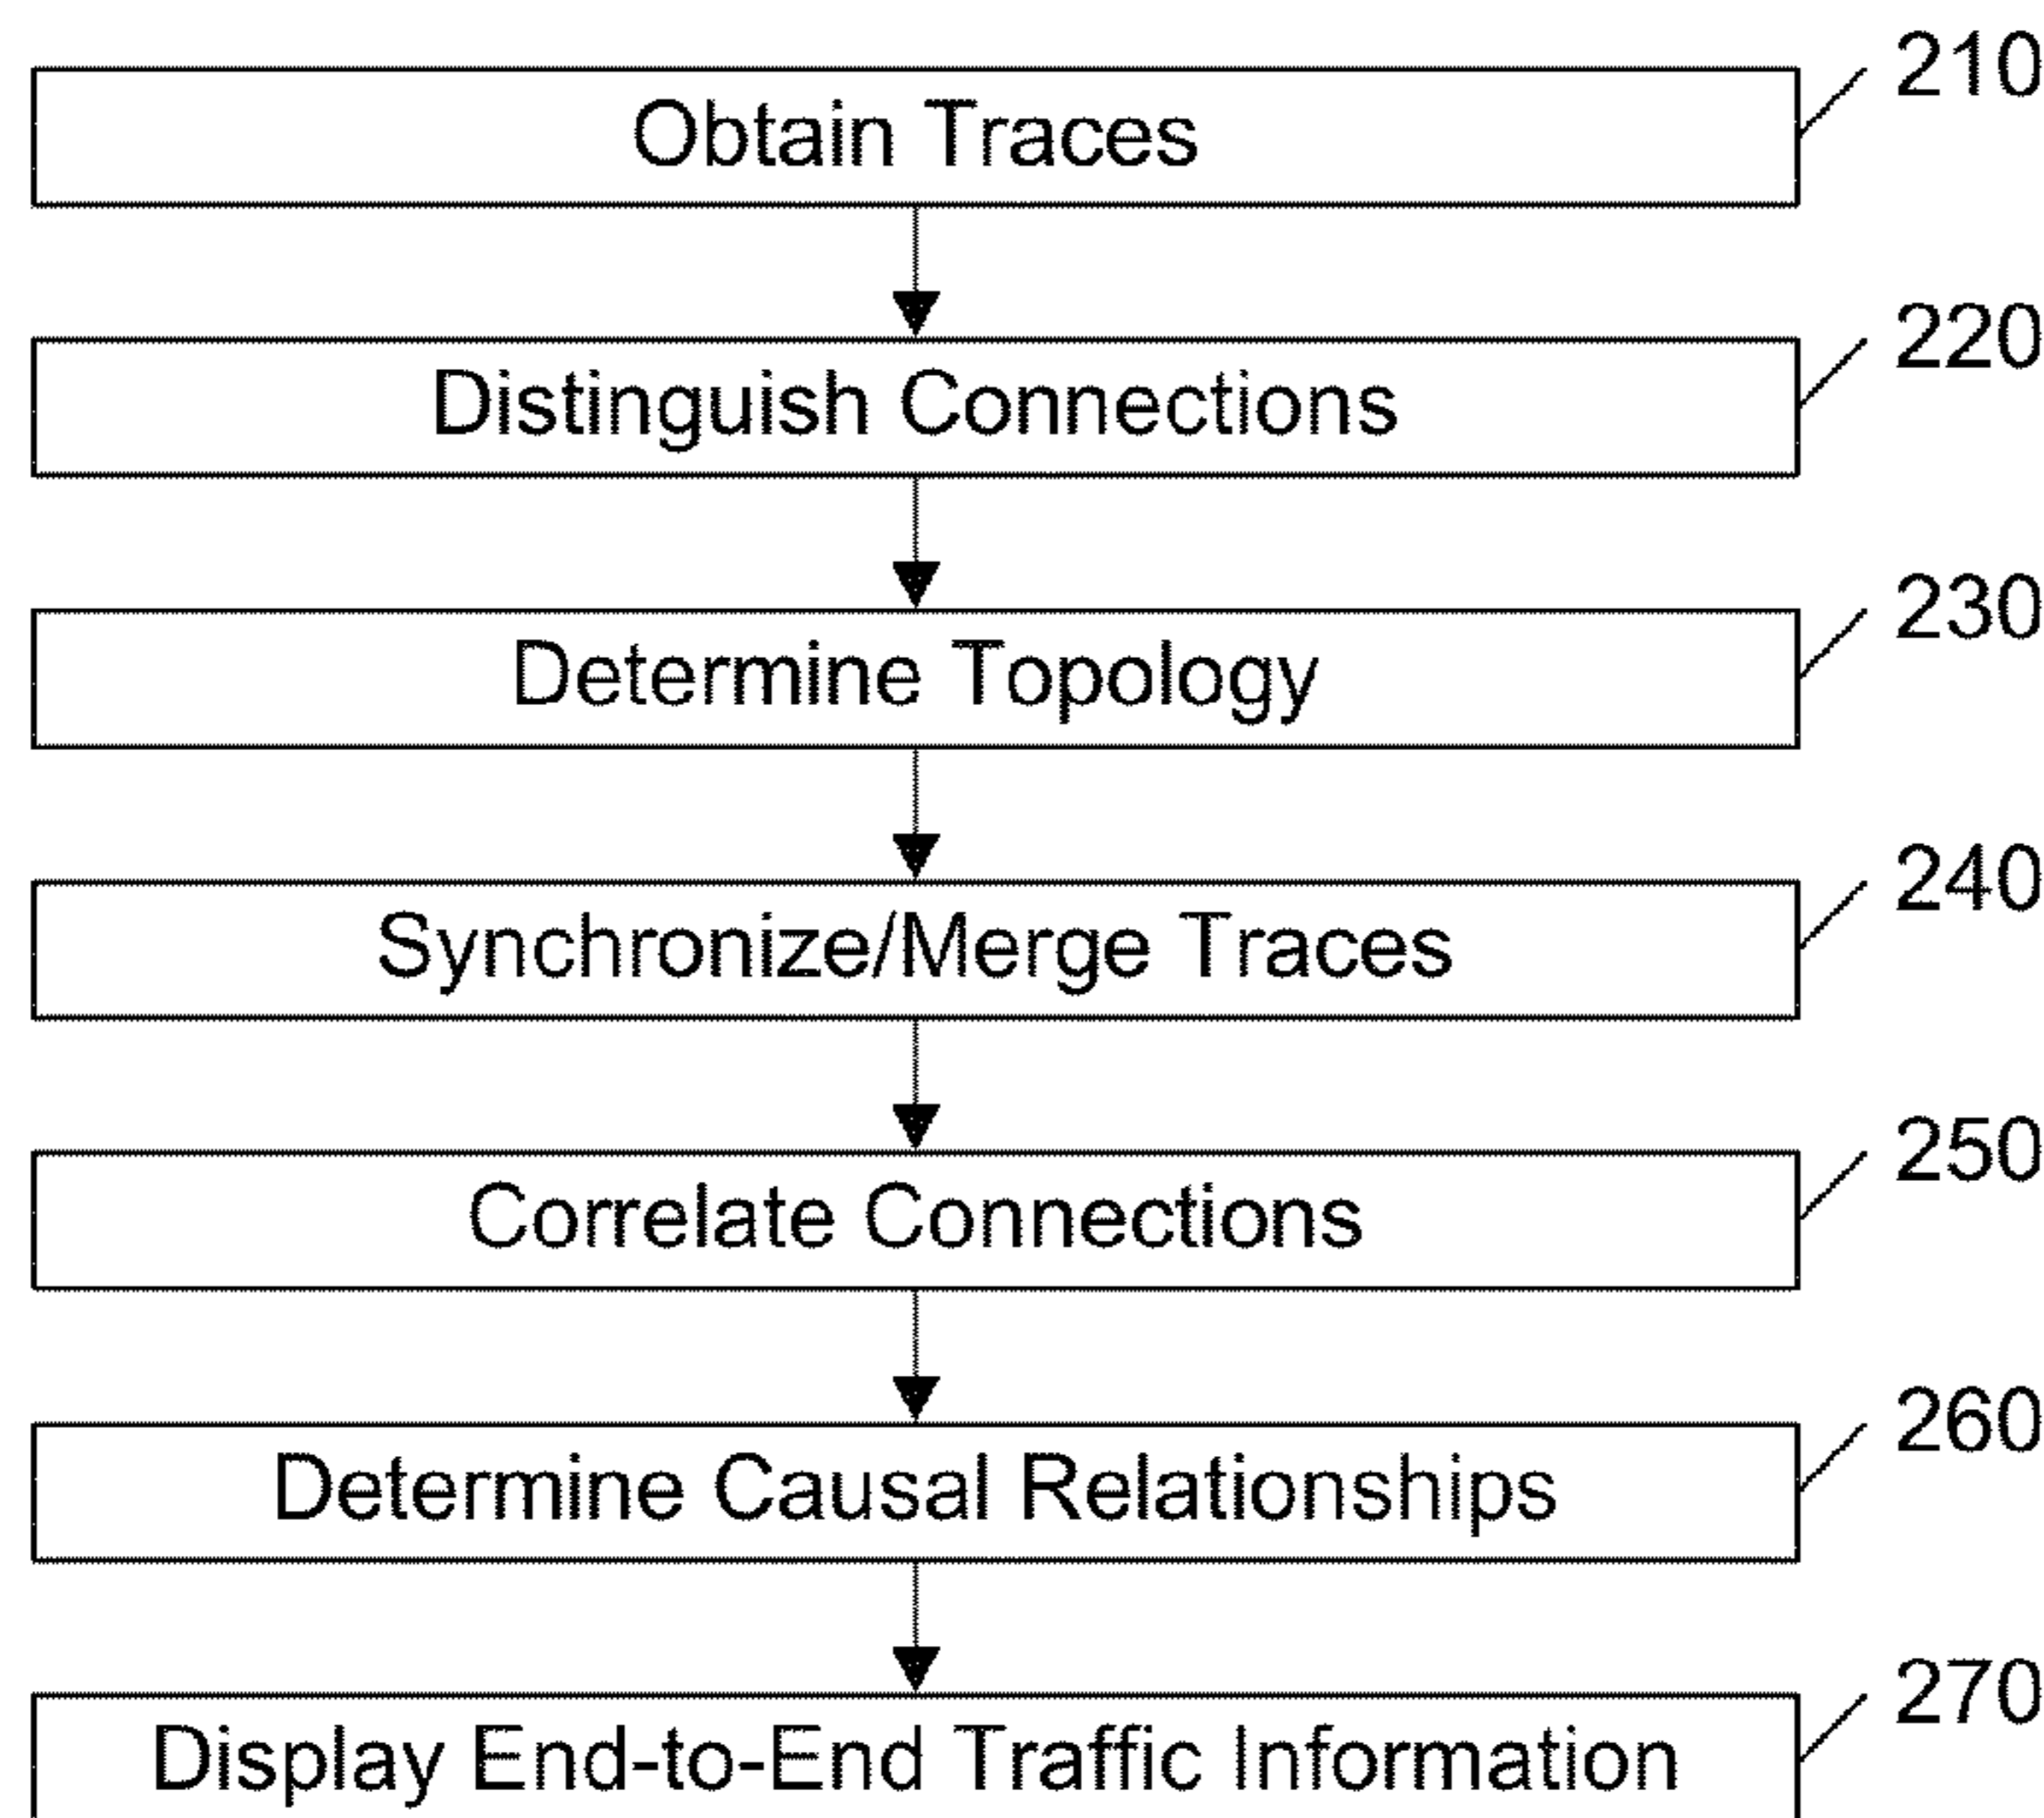 210
Obtain Traces
220
Distinguish Connections
230
Determine Topology
240
Synchronize/Merge Traces
250
Correlate Connections
260
Determine Causal Relationships
270
Display End-to-End Traffic Information